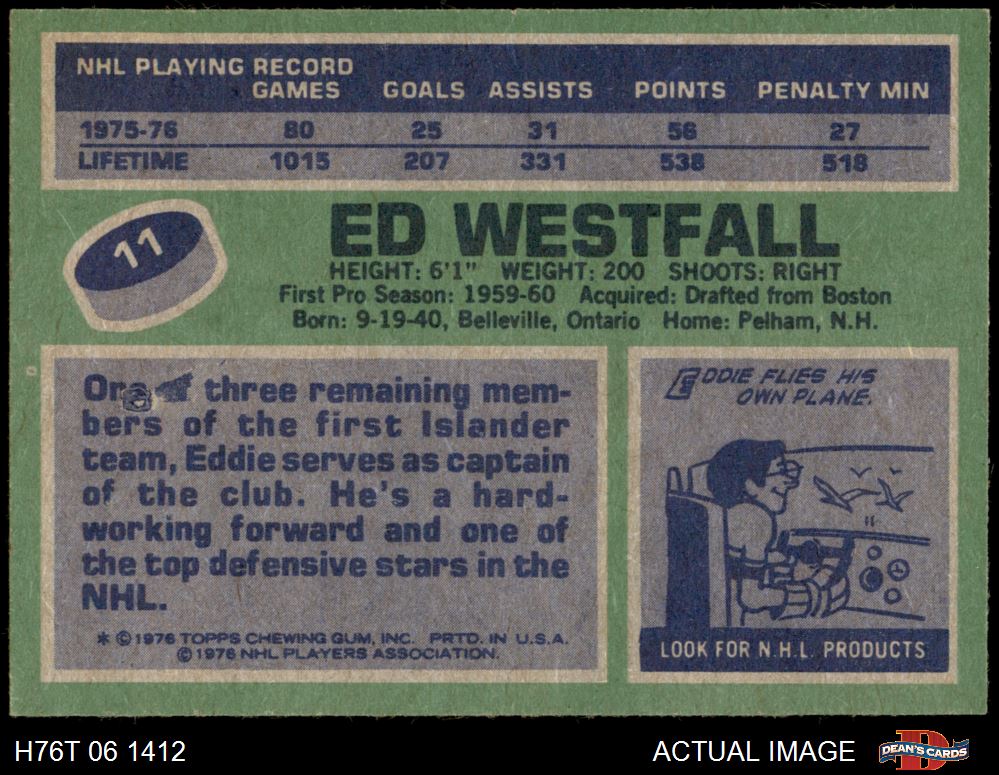 NHL PLAYING RECORD
GAMES GOALS ASSISTS POINTS PENALTY MIN
1975-76 80 25 31 56 27
LIFETIME 1015 207 331 538 518
11
ED WESTFALL
HEIGHT: 6'1" WEIGHT: 200 SHOOTS: RIGHT
First Pro Season: 1959-60 Acquired: Drafted from Boston
Born: 9-19-40, Belleville, Ontario Home: Pelham, N.H.
three remaining mem-
bers of the first Islander
team, Eddie serves as captain
of the club. He's a hard-
working forward and one of
the top defensive stars in the
NHL.
* © 1976 TOPPS CHEWING GUM, INC. PRTD. IN U.S.A.
© 1976 NHL PLAYERS ASSOCIATION.
EDDIE FLIES HIS
OWN PLANE.
LOOK FOR N.H.L. PRODUCTS
H76T 06 1412
ACTUAL IMAGE
D
DEAN'S CARDS